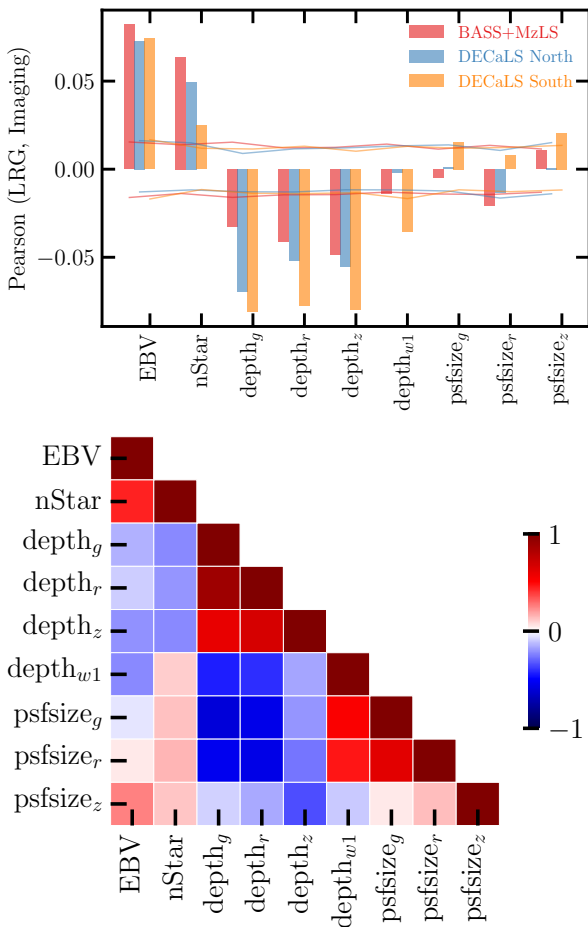 Pearson (LRG, Imaging)
0.05
0.00
−0.05
BASS+MzLS
DECaLS North
DECaLS South
EBV
nStar
depth_g
depth_r
depth_z
depth_w1
psfsize_g
psfsize_r
psfsize_z
EBV
nStar
depth_g
depth_r
depth_z
depth_w1
psfsize_g
psfsize_r
psfsize_z
1
0
−1
EBV
nStar
depth_g
depth_r
depth_z
depth_w1
psfsize_g
psfsize_r
psfsize_z